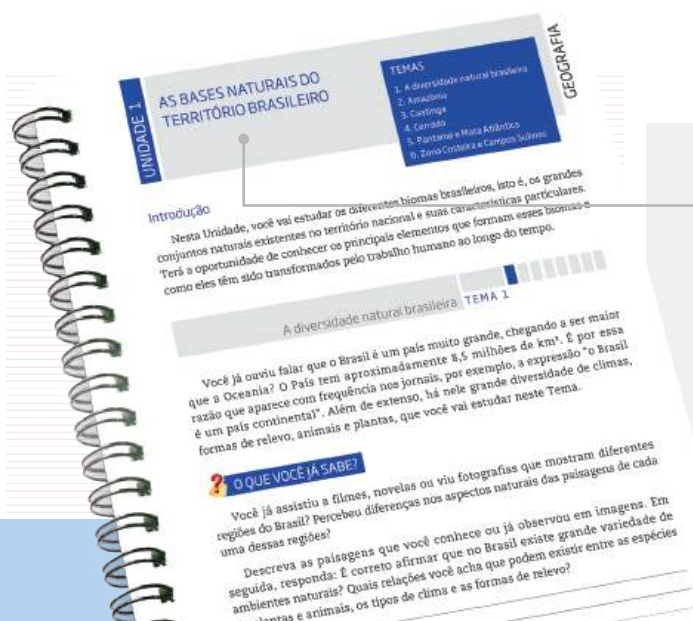 UNIDADE 1
AS BASES NATURAIS DO
TERRITÓRIO BRASILEIRO
TEMAS
1. A diversidade natural brasileira
2. Amazônia
3. Caatinga
4. Cerrado
5. Pantanal e Mata Atlântica
6. Zona Costeira e Campos Sulinos
GEOGRAFIA
Introdução
Nesta Unidade, você vai estudar os diferentes biomas brasileiros, isto é, os grandes
conjuntos naturais existentes no território nacional e suas características particulares.
Terá a oportunidade de conhecer os principais elementos que formam esses biomas e
como eles têm sido transformados pelo trabalho humano ao longo do tempo.
A diversidade natural brasileira TEMA 1
Você já ouviu falar que o Brasil é um país muito grande, chegando a ser maior
que a Oceania? O País tem aproximadamente 8,5 milhões de km². É por essa
razão que aparece com frequência nos jornais, por exemplo, a expressão "o Brasil
é um país continental". Além de extenso, há nele grande diversidade de climas,
formas de relevo, animais e plantas, que você vai estudar neste Tema.
O QUE VOCÊ JÁ SABE?
Você já assistiu a filmes, novelas ou viu fotografias que mostram diferentes
regiões do Brasil? Percebeu diferenças nos aspectos naturais das paisagens de cada
uma dessas regiões?
Descreva as paisagens que você conhece ou já observou em imagens. Em
seguida, responda: É correto afirmar que no Brasil existe grande variedade de
ambientes naturais? Quais relações você acha que podem existir entre as espécies
plantas e animais, os tipos de clima e as formas de relevo?